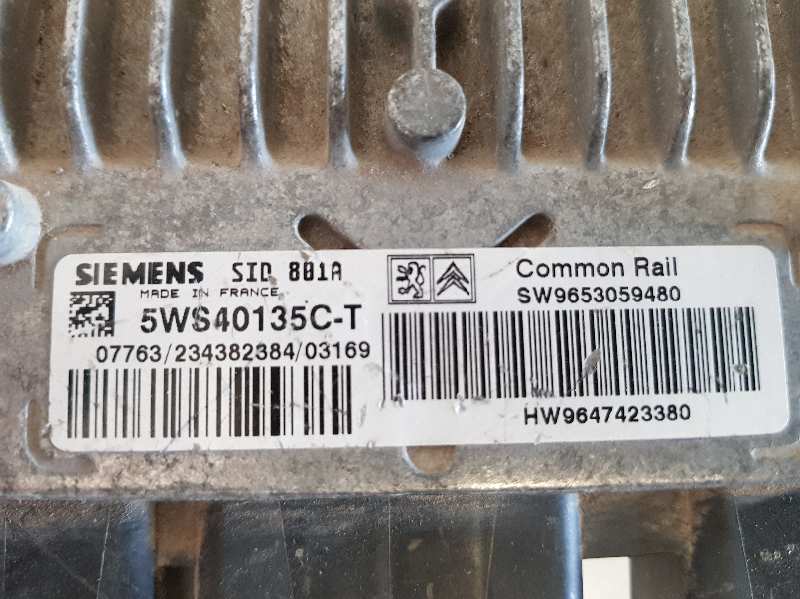 SIEMENS SID 801A
MADE IN FRANCE
5WS40135C-T
07763/234382384/03169
Common Rail
SW9653059480
HW9647423380